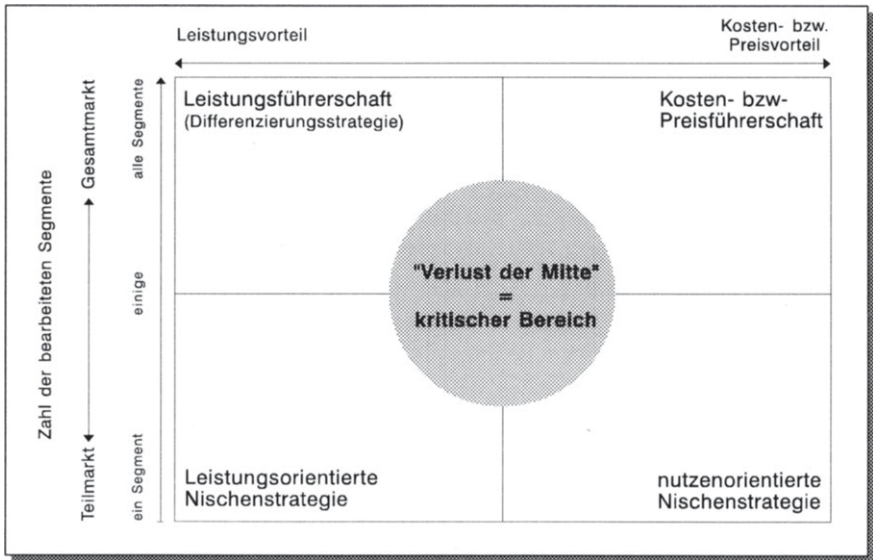 Leistungsvorteil
Kosten- bzw.
Preisvorteil
Leistungsführerschaft
(Differenzierungsstrategie)
Kosten- bzw-
Preisführerschaft
Zahl der bearbeiteten Segmente
Gesamtmarkt
Teilmarkt
alle Segmente
einige
ein Segment
"Verlust der Mitte"
=
kritischer Bereich
Leistungsorientierte
Nischenstrategie
nutzenorientierte
Nischenstrategie